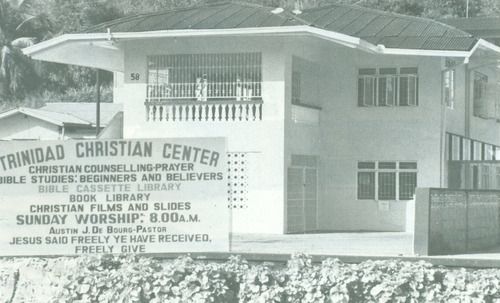 58
TRINIDAD CHRISTIAN CENTER
CHRISTIAN COUNSELLING-PRAYER
BIBLE STUDIES: BEGINNERS AND BELIEVERS
BIBLE CASSETTE LIBRARY
BOOK LIBRARY
CHRISTIAN FILMS AND SLIDES
SUNDAY WORSHIP: 8.00 A.M.
AUSTIN J. DE BOURG-PASTOR
JESUS SAID FREELY YE HAVE RECEIVED,
FREELY GIVE